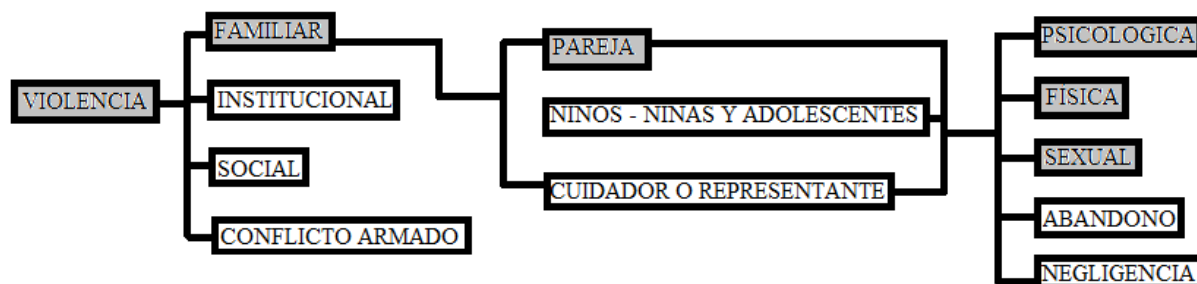 VIOLENCIA
FAMILIAR
INSTITUCIONAL
SOCIAL
CONFLICTO ARMADO
PAREJA
NINOS - NINAS Y ADOLESCENTES
CUIDADOR O REPRESENTANTE
PSICOLOGICA
FISICA
SEXUAL
ABANDONO
NEGLIGENCIA